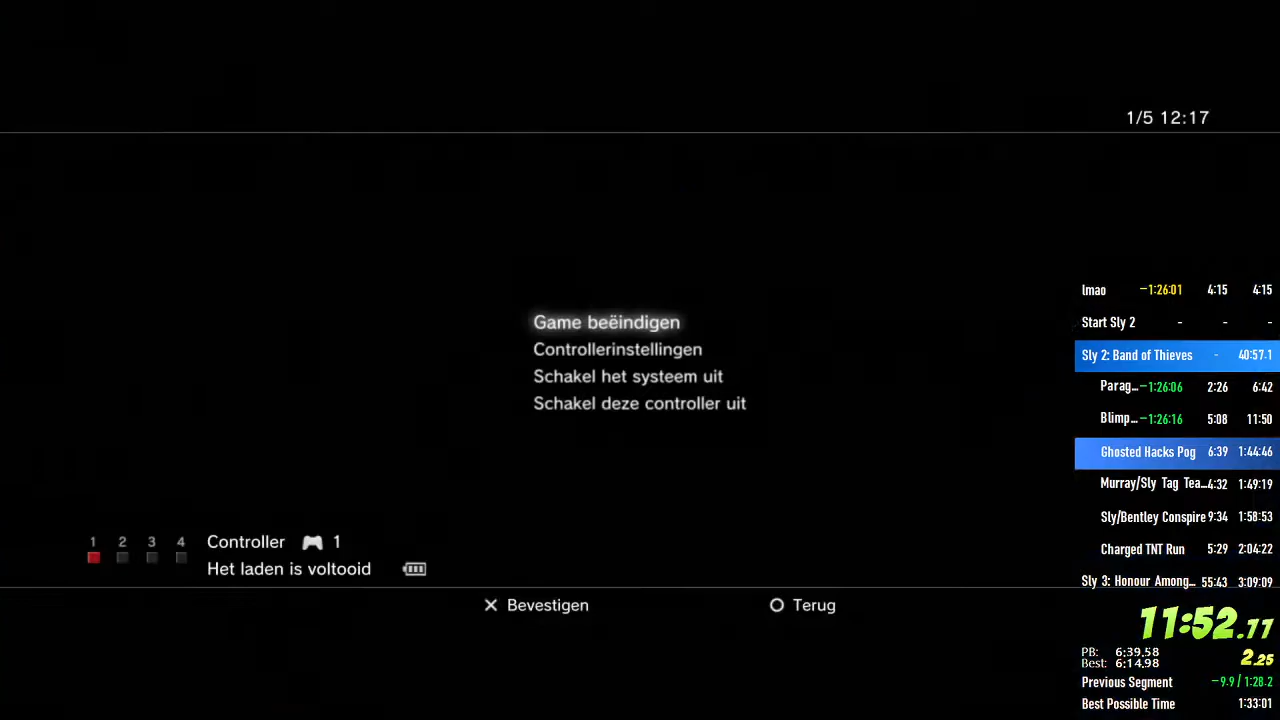 1/5 12:17
Game beëindigen
Controllerinstellingen
Schakel het systeem uit
Schakel deze controller uit
1 2 3 4 Controller 1
Het laden is voltooid
Bevestigen Terug
lmao −1:26:01 4:15 4:15
Start Sly 2 - - -
Sly 2: Band of Thieves - 40:57.1
Parag... −1:26:06 2:26 6:42
Blimp... −1:26:16 5:08 11:50
Ghosted Hacks Pog 6:39 1:44:46
Murray/Sly Tag Tea... 4:32 1:49:19
Sly/Bentley Conspire 9:34 1:58:53
Charged TNT Run 5:29 2:04:22
Sly 3: Honour Among... 55:43 3:09:09
11:52.11
PB: 6:39.58
Best: 6:14.98 2.25
Previous Segment −9.9 / 1:28.2
Best Possible Time 1:33:01